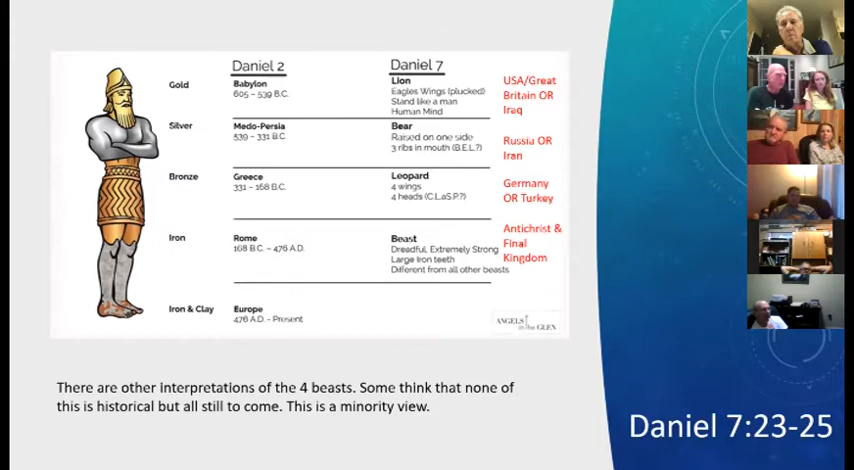 Daniel 2
Daniel 7
Gold
Babylon
605 - 539 B.C.
Lion
Eagles Wings (plucked)
Stand like a man
Human Mind
USA/Great
Britain OR
Iraq
Silver
Medo-Persia
539 - 331 B.C.
Bear
Raised on one side
3 ribs in mouth (B.E.L?)
Russia OR
Iran
Bronze
Greece
331 - 168 B.C.
Leopard
4 wings
4 heads (C.L.aS.P.?)
Germany
OR Turkey
Iron
Rome
168 B.C. - 476 A.D.
Beast
Dreadful, Extremely Strong
Large Iron teeth
Different from all other beasts
Antichrist &
Final
Kingdom
Iron & Clay
Europe
476 A.D. - Present
ANGELS
in the GLEN
There are other interpretations of the 4 beasts. Some think that none of
this is historical but all still to come. This is a minority view.
Daniel 7:23-25